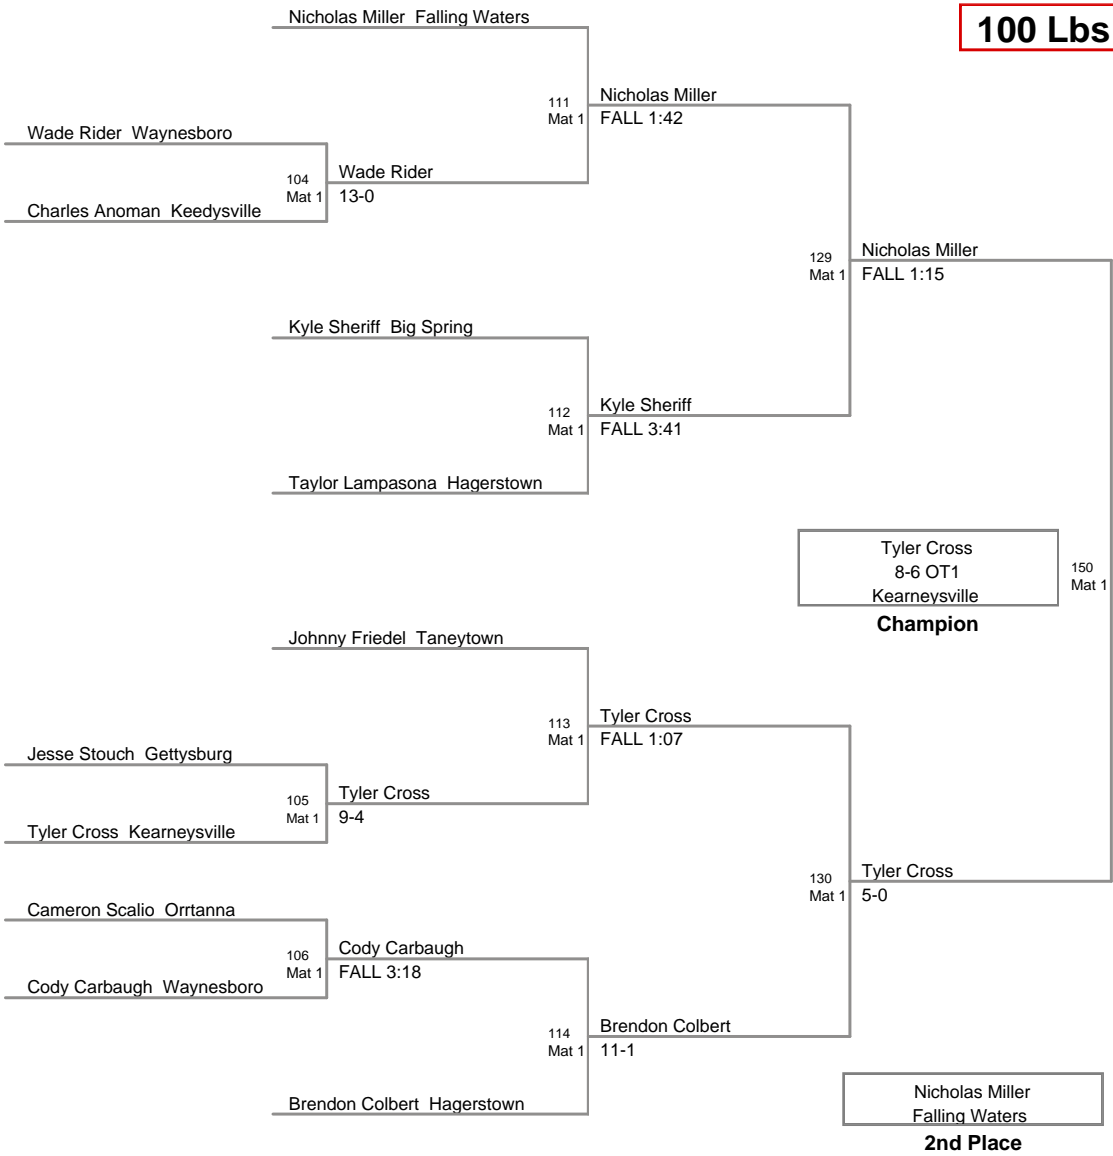 Nicholas Miller  Falling Waters
100 Lbs
111
Mat 1
Nicholas Miller
FALL 1:42
Wade Rider  Waynesboro
104
Mat 1
Wade Rider
13-0
Charles Anoman  Keedysville
129
Mat 1
Nicholas Miller
FALL 1:15
Kyle Sheriff  Big Spring
112
Mat 1
Kyle Sheriff
FALL 3:41
Taylor Lampasona  Hagerstown
Tyler Cross
8-6 OT1
Kearneysville
Champion
150
Mat 1
Johnny Friedel  Taneytown
113
Mat 1
Tyler Cross
FALL 1:07
Jesse Stouch  Gettysburg
105
Mat 1
Tyler Cross
9-4
Tyler Cross  Kearneysville
130
Mat 1
Tyler Cross
5-0
Cameron Scalio  Orrtanna
106
Mat 1
Cody Carbaugh
FALL 3:18
Cody Carbaugh  Waynesboro
114
Mat 1
Brendon Colbert
11-1
Brendon Colbert  Hagerstown
Nicholas Miller
Falling Waters
2nd Place